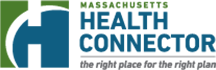 MASSACHUSETTS
HEALTH
CONNECTOR
the right place for the right plan